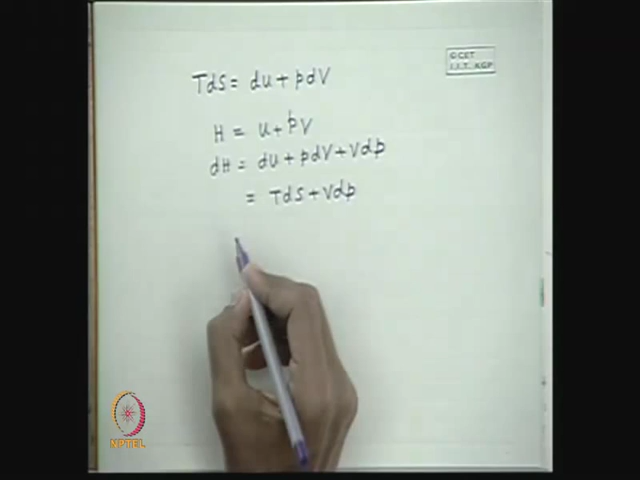 TdS = du + pdV
H = u + pV
dH = du + pdV + Vdp
= TdS + Vdp
© CET
I.I.T. KGP
NPTEL